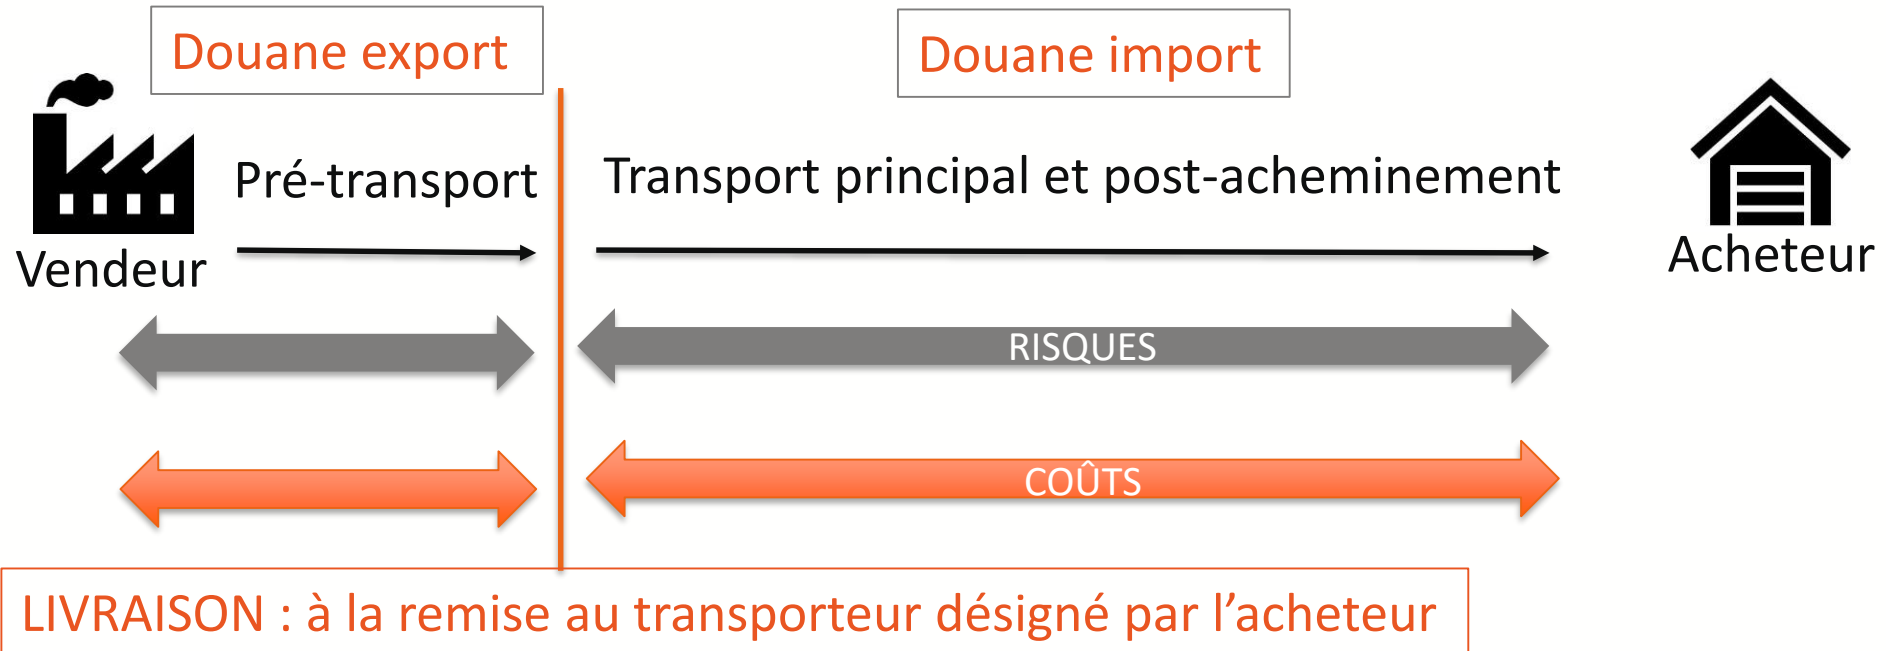 Douane export
Douane import
Pré-transport
Transport principal et post-acheminement
Vendeur
Acheteur
RISQUES
COÛTS
LIVRAISON : à la remise au transporteur désigné par l’acheteur